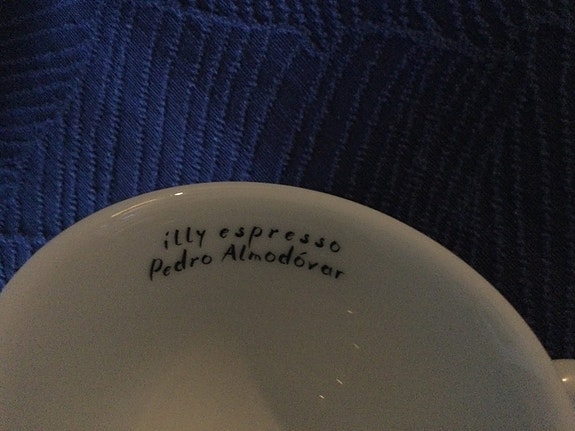 illy espresso
Pedro Almodóvar